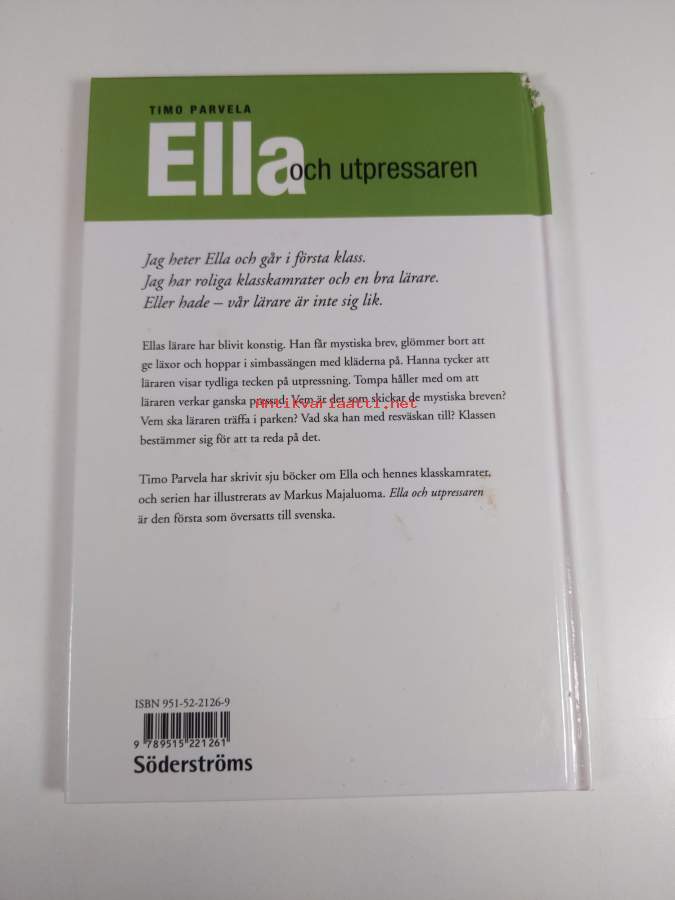 TIMO PARVELA
Ella och utpressaren
Jag heter Ella och går i första klass.
Jag har roliga klasskamrater och en bra lärare.
Eller hade – vår lärare är inte sig lik.
Ellas lärare har blivit konstig. Han får mystiska brev, glömmer bort att
ge läxor och hoppar i simbassängen med kläderna på. Hanna tycker att
läraren visar tydliga tecken på utpressning. Tompa håller med om att
läraren verkar ganska pressad. Vem är det som skickar de mystiska breven?
Antikvariaatti.net
Vem ska läraren träffa i parken? Vad ska han med resväskan till? Klassen
bestämmer sig för att ta reda på det.
Timo Parvela har skrivit sju böcker om Ella och hennes klasskamrater,
och serien har illustrerats av Markus Majaluoma. Ella och utpressaren
är den första som översatts till svenska.
ISBN 951-52-2126-9
9 789515 221261
Söderströms